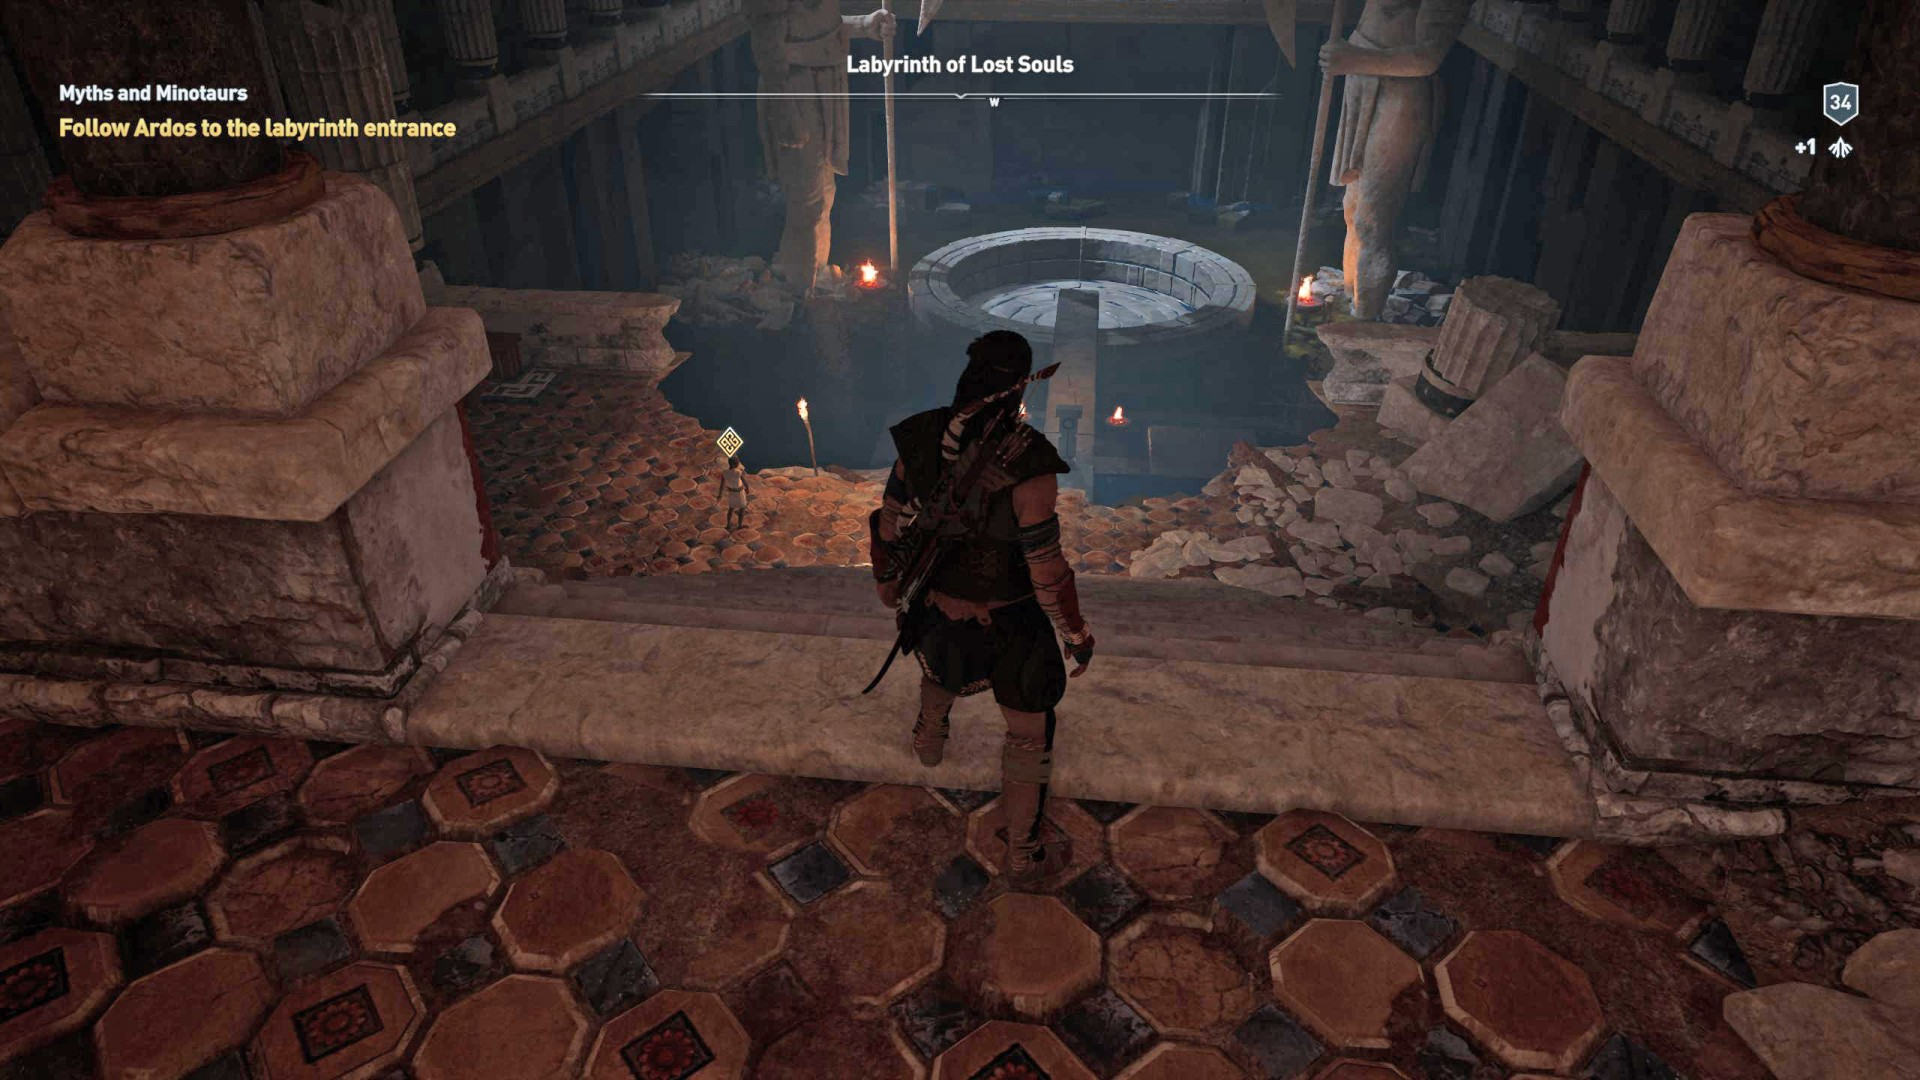 Labyrinth of Lost Souls
W
Myths and Minotaurs
Follow Ardos to the labyrinth entrance
34
+1